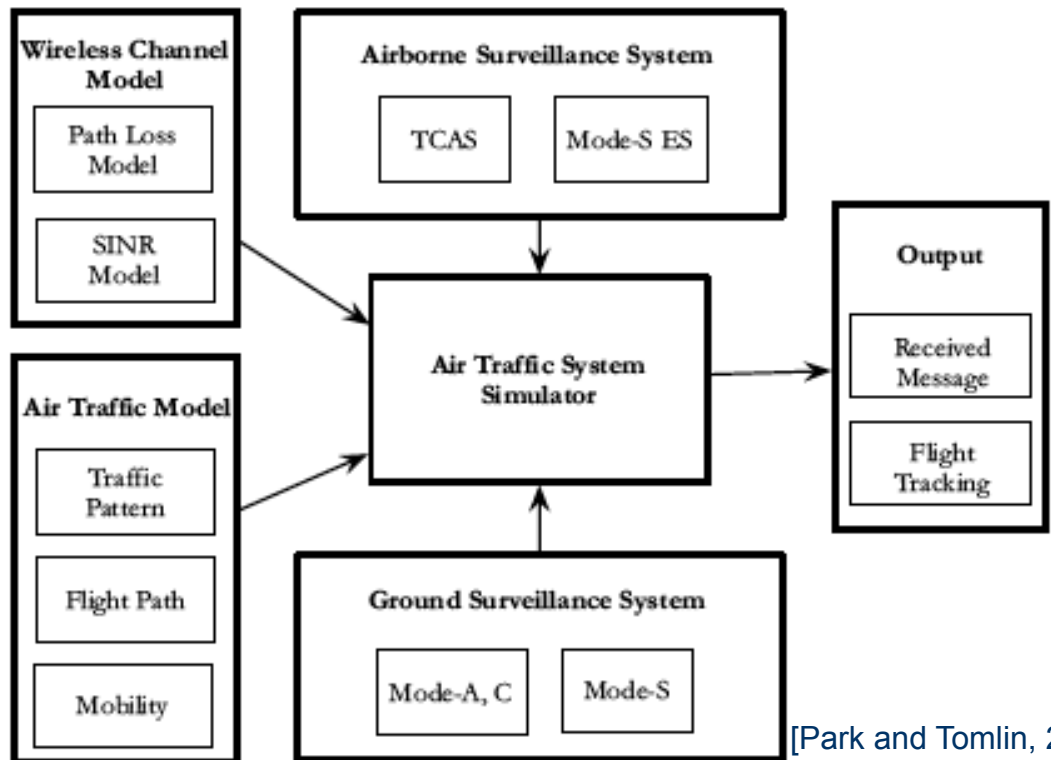 Wireless Channel
Model
Path Loss
Model
SINR
Model
Air Traffic Model
Traffic
Pattern
Flight Path
Mobility
Airborne Surveillance System
TCAS
Mode-S ES
Air Traffic System
Simulator
Ground Surveillance System
Mode-A, C
Mode-S
Output
Received
Message
Flight
Tracking
[Park and Tomlin,